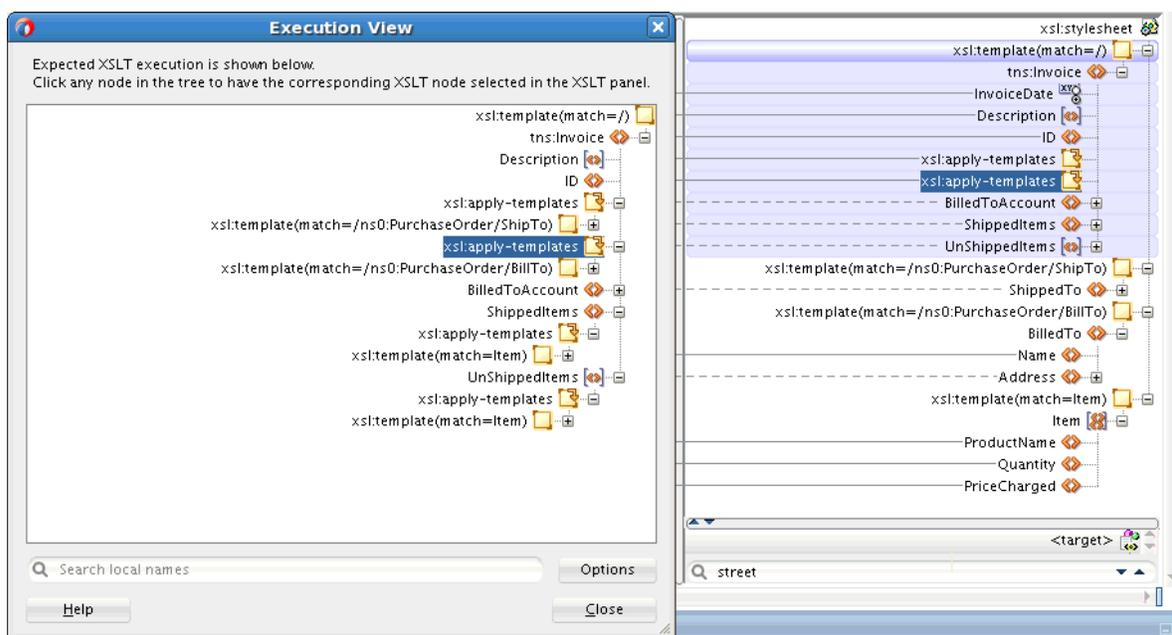 Execution View
Expected XSLT execution is shown below.
Click any node in the tree to have the corresponding XSLT node selected in the XSLT panel.
xsl:template(match=/)
tns:Invoice
Description
ID
xsl:apply-templates
xsl:template(match=/ns0:PurchaseOrder/ShipTo)
xsl:apply-templates
xsl:template(match=/ns0:PurchaseOrder/BillTo)
BilledToAccount
ShippedItems
xsl:apply-templates
xsl:template(match=Item)
UnShippedItems
xsl:apply-templates
xsl:template(match=Item)
Search local names
Options
Help
Close
xsl:stylesheet
xsl:template(match=/)
tns:Invoice
InvoiceDate
Description
ID
xsl:apply-templates
xsl:apply-templates
BilledToAccount
ShippedItems
UnShippedItems
xsl:template(match=/ns0:PurchaseOrder/ShipTo)
ShippedTo
xsl:template(match=/ns0:PurchaseOrder/BillTo)
BilledTo
Name
Address
xsl:template(match=Item)
Item
ProductName
Quantity
PriceCharged
<target>
street